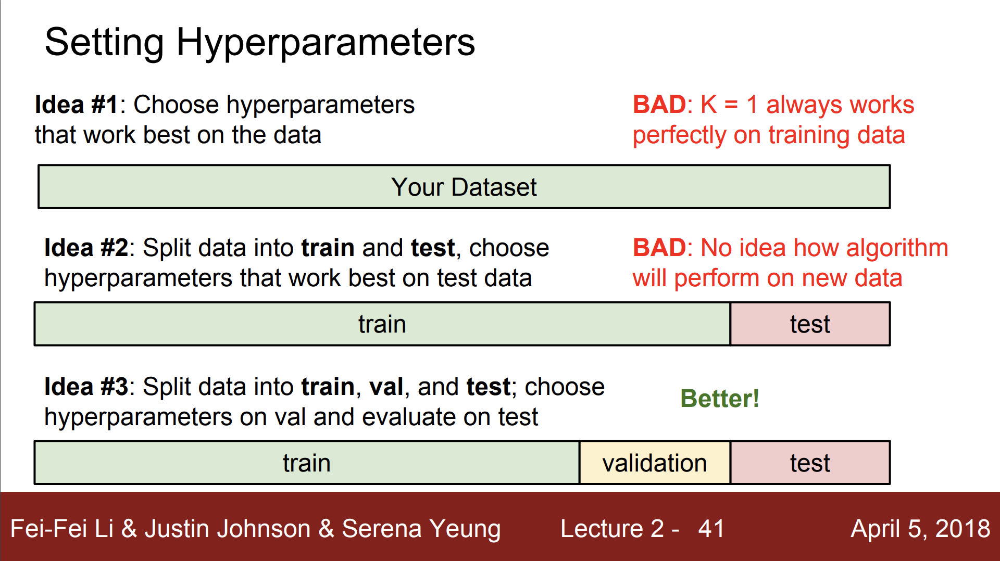 Setting Hyperparameters
Idea #1: Choose hyperparameters
that work best on the data
BAD: K = 1 always works
perfectly on training data
Your Dataset
Idea #2: Split data into train and test, choose
hyperparameters that work best on test data
BAD: No idea how algorithm
will perform on new data
train
test
Idea #3: Split data into train, val, and test; choose
hyperparameters on val and evaluate on test
Better!
train
validation
test
Fei-Fei Li & Justin Johnson & Serena Yeung
Lecture 2 - 41
April 5, 2018